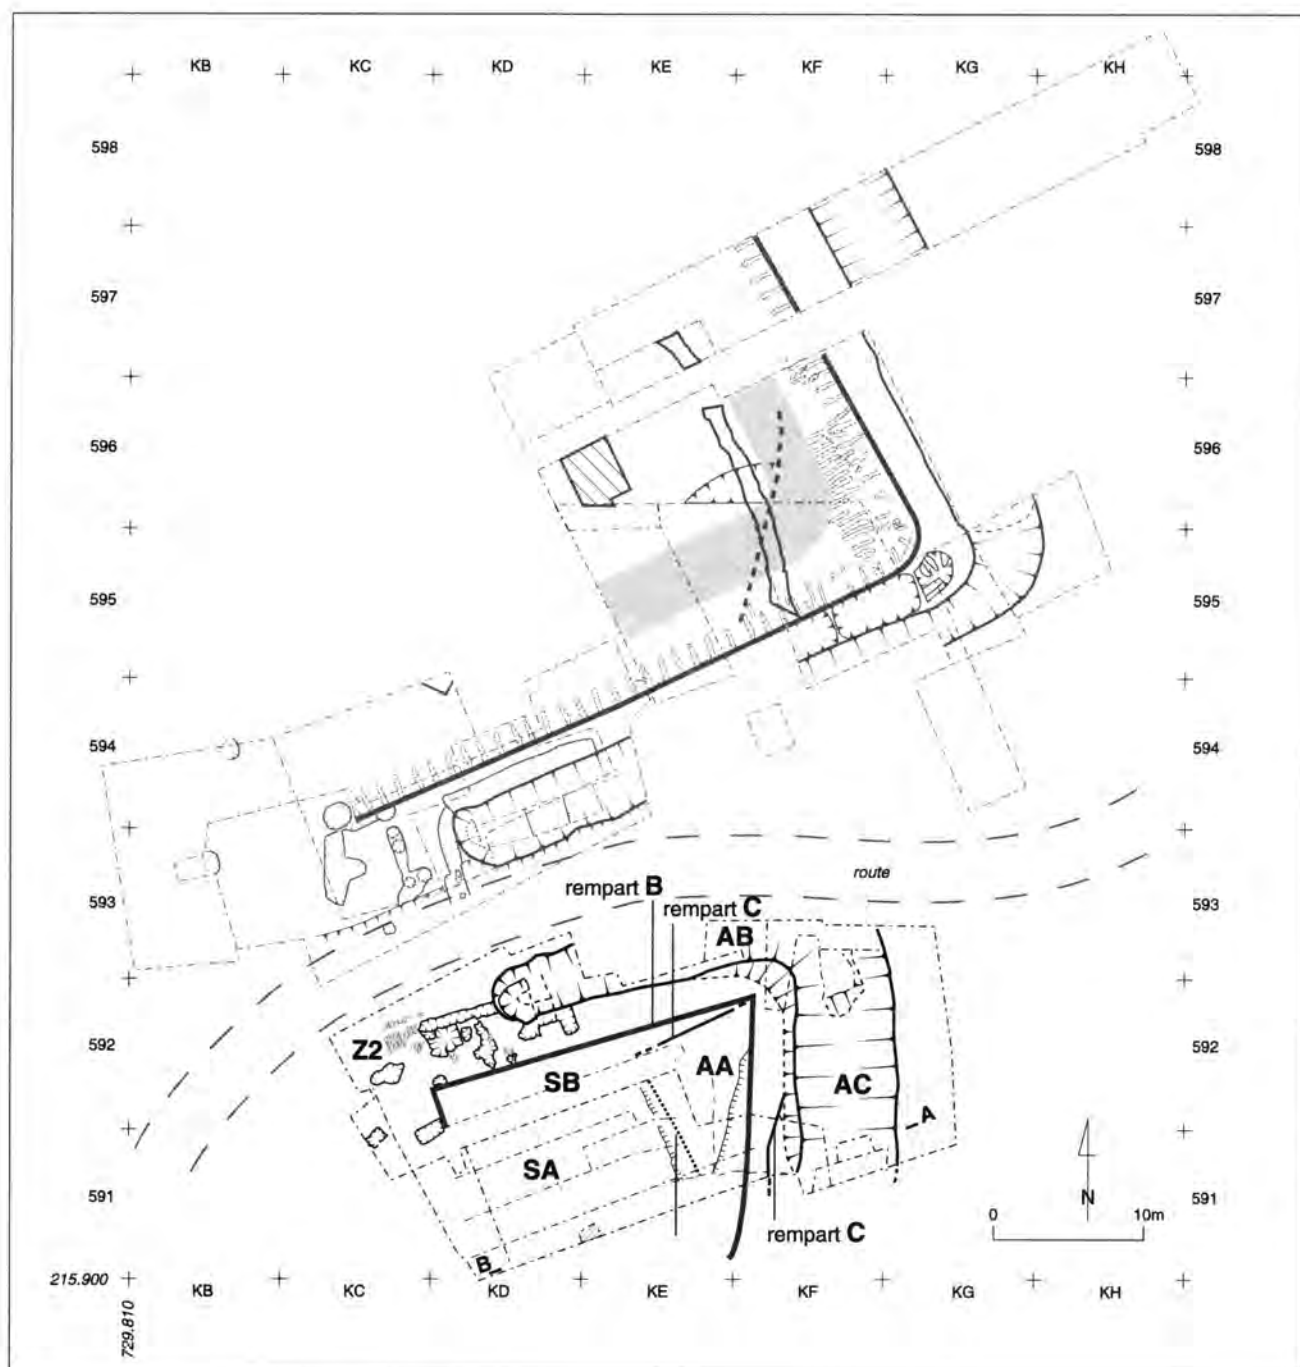 KB KC KD KE KF KG KH
598 598
597 597
596 596
595 595
594 594
593 593
route
rempart B
rempart C
AB
592 592
Z2
SB
AA
AC
A
SA
591 591
N
0 10m
rempart C
B
215.900
KB KC KD KE KF KG KH
729.810